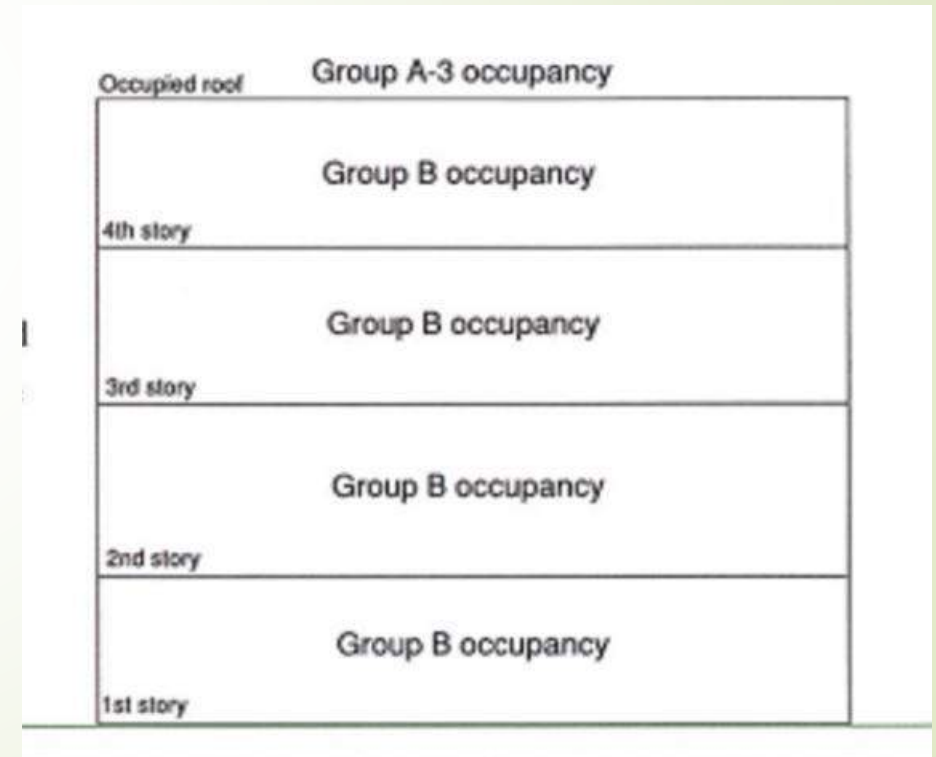 Group A-3 occupancy
Occupied roof
Group B occupancy
4th story
Group B occupancy
3rd story
Group B occupancy
2nd story
Group B occupancy
1st story